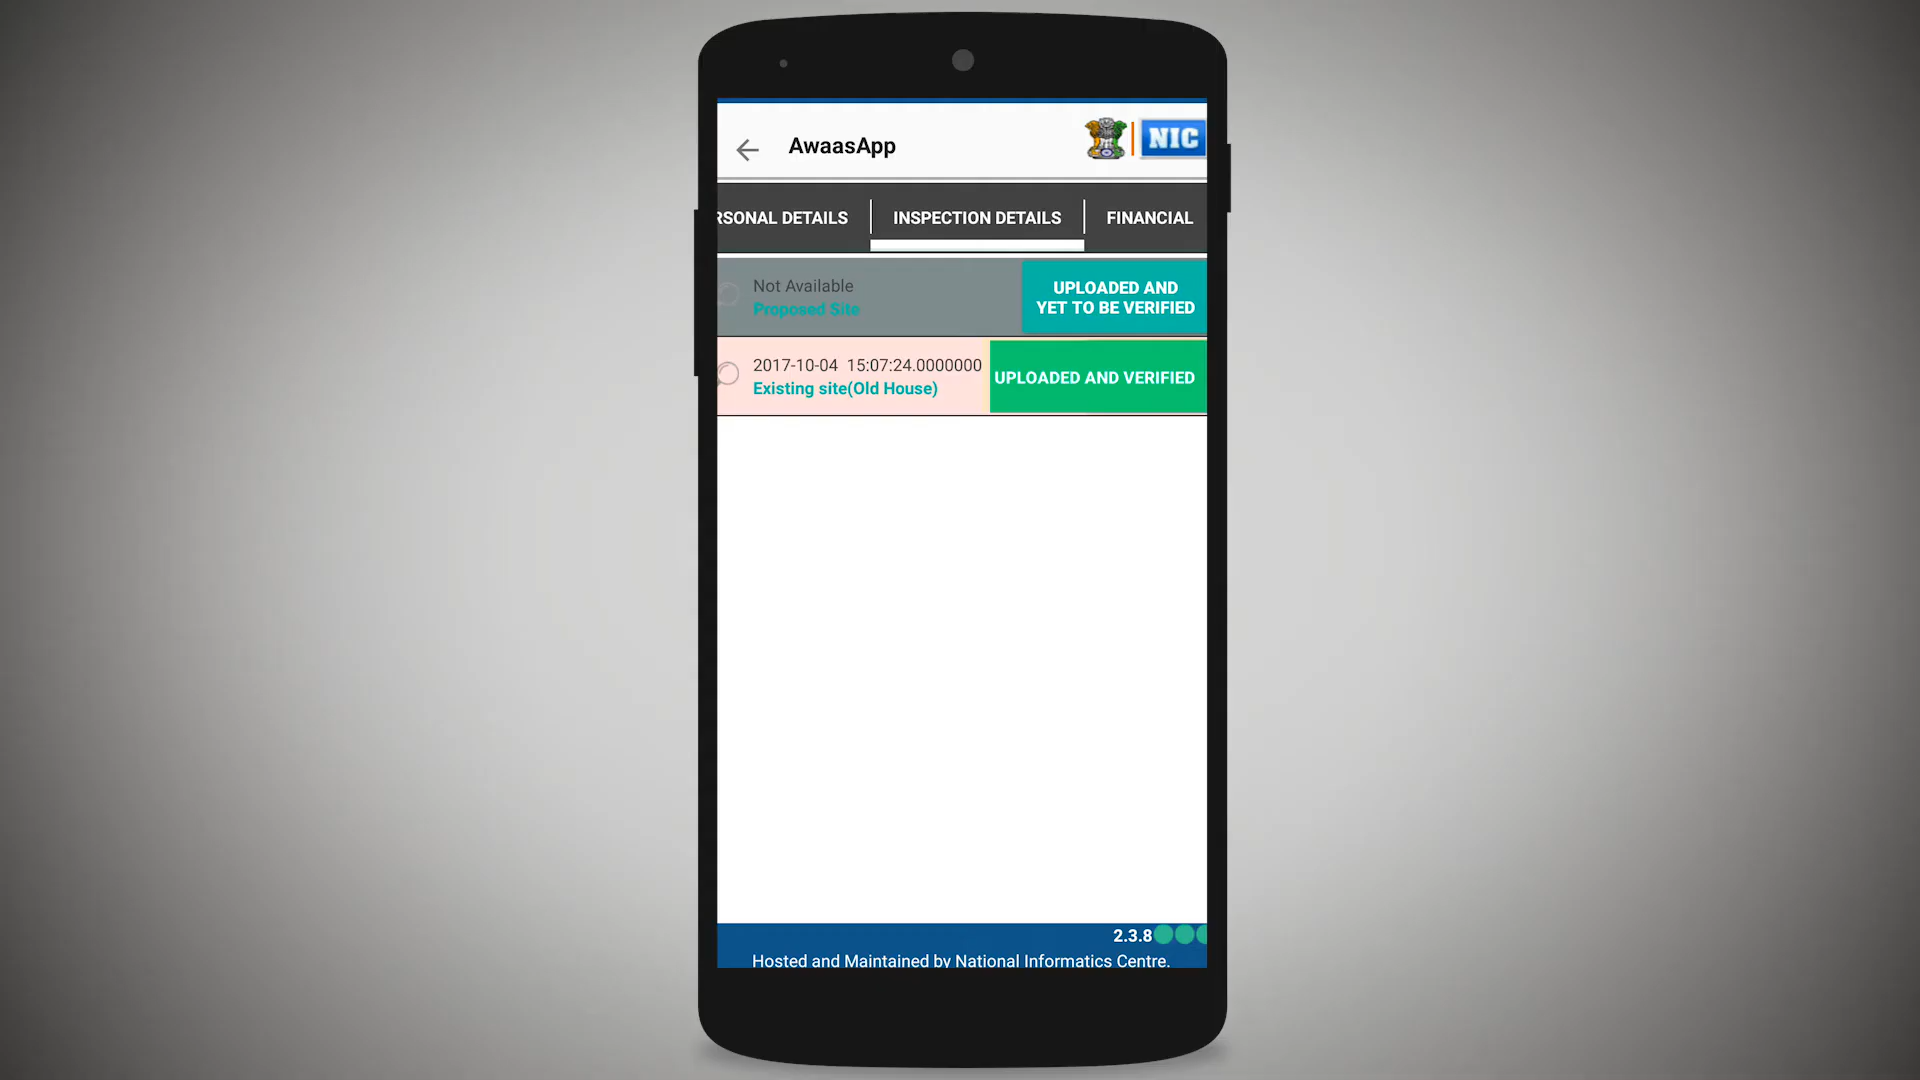 AwaasApp
NIC
RSONAL DETAILS
INSPECTION DETAILS
FINANCIAL
Not Available
Proposed Site
UPLOADED AND
YET TO BE VERIFIED
2017-10-04 15:07:24.0000000
Existing site(Old House)
UPLOADED AND VERIFIED
2.3.8
Hosted and Maintained by National Informatics Centre.